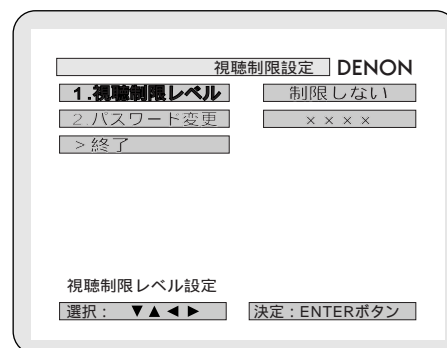 視聴制限設定 DENON
1.視聴制限レベル 制限しない
2.パスワード変更 ××××
>終了
視聴制限レベル設定
選択: ▼▲◀▶ 決定:ENTERボタン